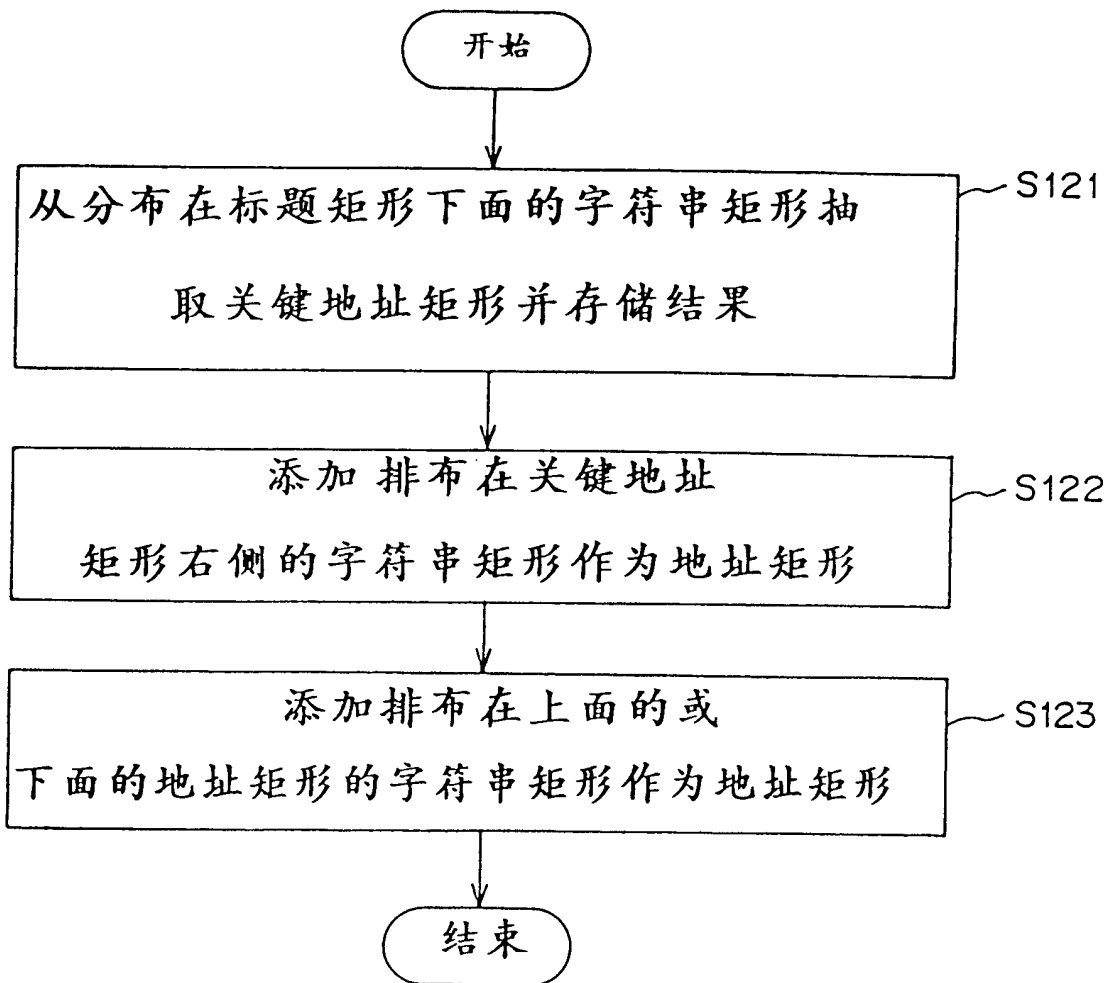 开始
从分布在标题矩形下面的字符串矩形抽
S121
取关键地址矩形并存储结果
添加 排布在关键地址
S122
矩形右侧的字符串矩形作为地址矩形
添加排布在上面的或
S123
下面的地址矩形的字符串矩形作为地址矩形
结束